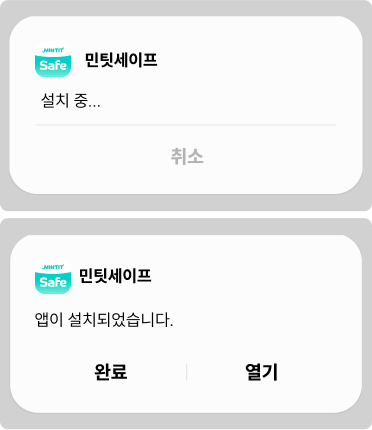 MINTIT
Safe
민팃세이프
설치 중...
취소
MINTIT
Safe
민팃세이프
앱이 설치되었습니다.
완료
열기